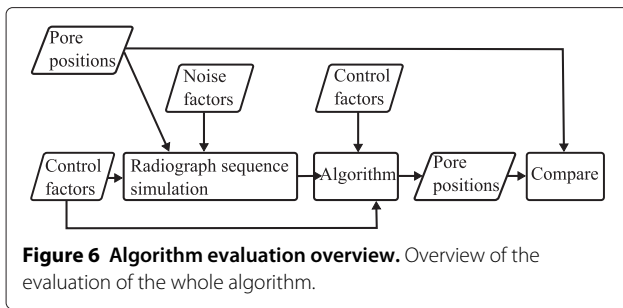 Pore
positions
Noise
factors
Control
factors
Control
factors
Radiograph sequence
simulation
Algorithm
Pore
positions
Compare
Figure 6 Algorithm evaluation overview. Overview of the
evaluation of the whole algorithm.